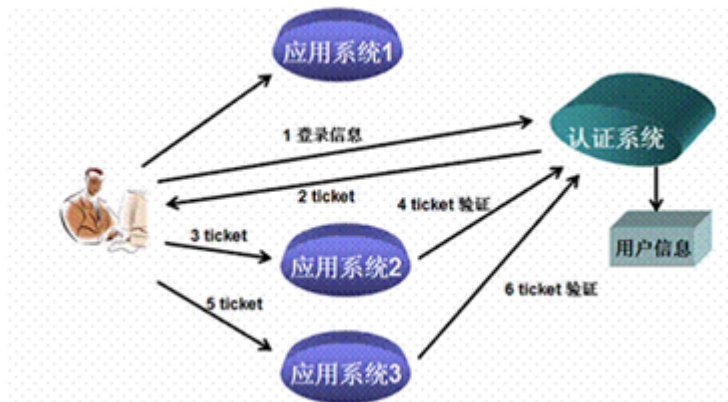 应用系统1
1 登录信息
认证系统
2 ticket
4 ticket 验证
3 ticket
应用系统2
用户信息
5 ticket
6 ticket 验证
应用系统3